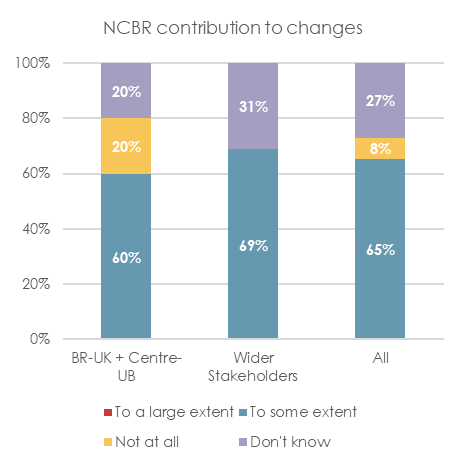 NCBR contribution to changes
100%
80%
60%
40%
20%
0%
20%
20%
60%
31%
69%
27%
8%
65%
BR-UK + Centre-
UB
Wider
Stakeholders
All
To a large extent To some extent
Not at all Don't know